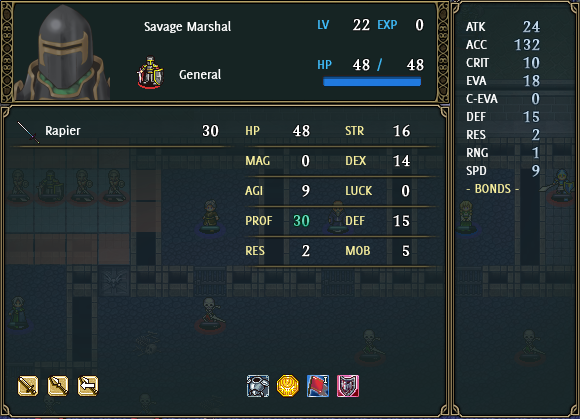 Savage Marshal LV 22 EXP 0
General HP 48 / 48
Rapier 30
HP 48 STR 16
MAG 0 DEX 14
AGI 9 LUCK 0
PROF 30 DEF 15
RES 2 MOB 5
ATK 24
ACC 132
CRIT 10
EVA 18
C-EVA 0
DEF 15
RES 2
RNG 1
SPD 9
- BONDS -